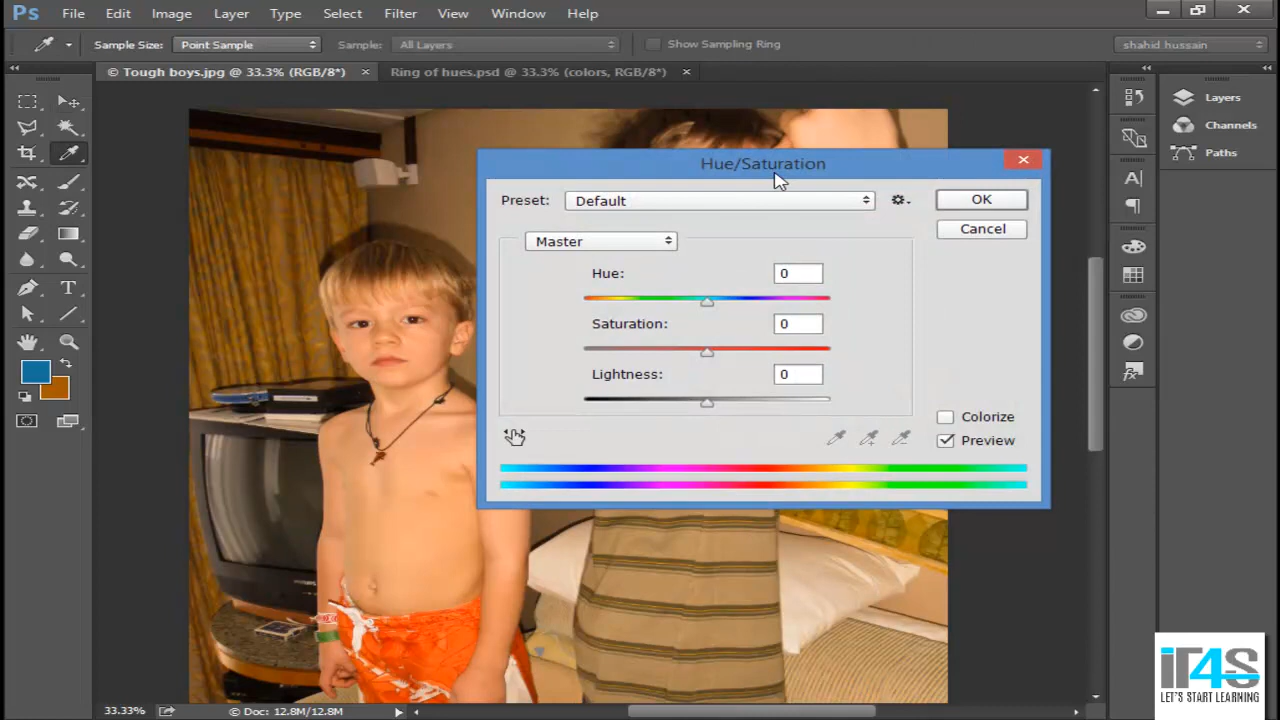 Ps File Edit Image Layer Type Select Filter View Window Help
Sample Size: Point Sample Sample: All Layers Show Sampling Ring shahid hussain
© Tough boys.jpg @ 33.3% (RGB/8*) × Ring of hues.psd @ 33.3% (colors, RGB/8*) ×
Layers
Channels
Paths
Hue/Saturation
Preset: Default OK
Cancel
Master
Hue: 0
Saturation: 0
Lightness: 0
Colorize
Preview
33.33% © Doc: 12.8M/12.8M
iT4S
LET'S START LEARNING